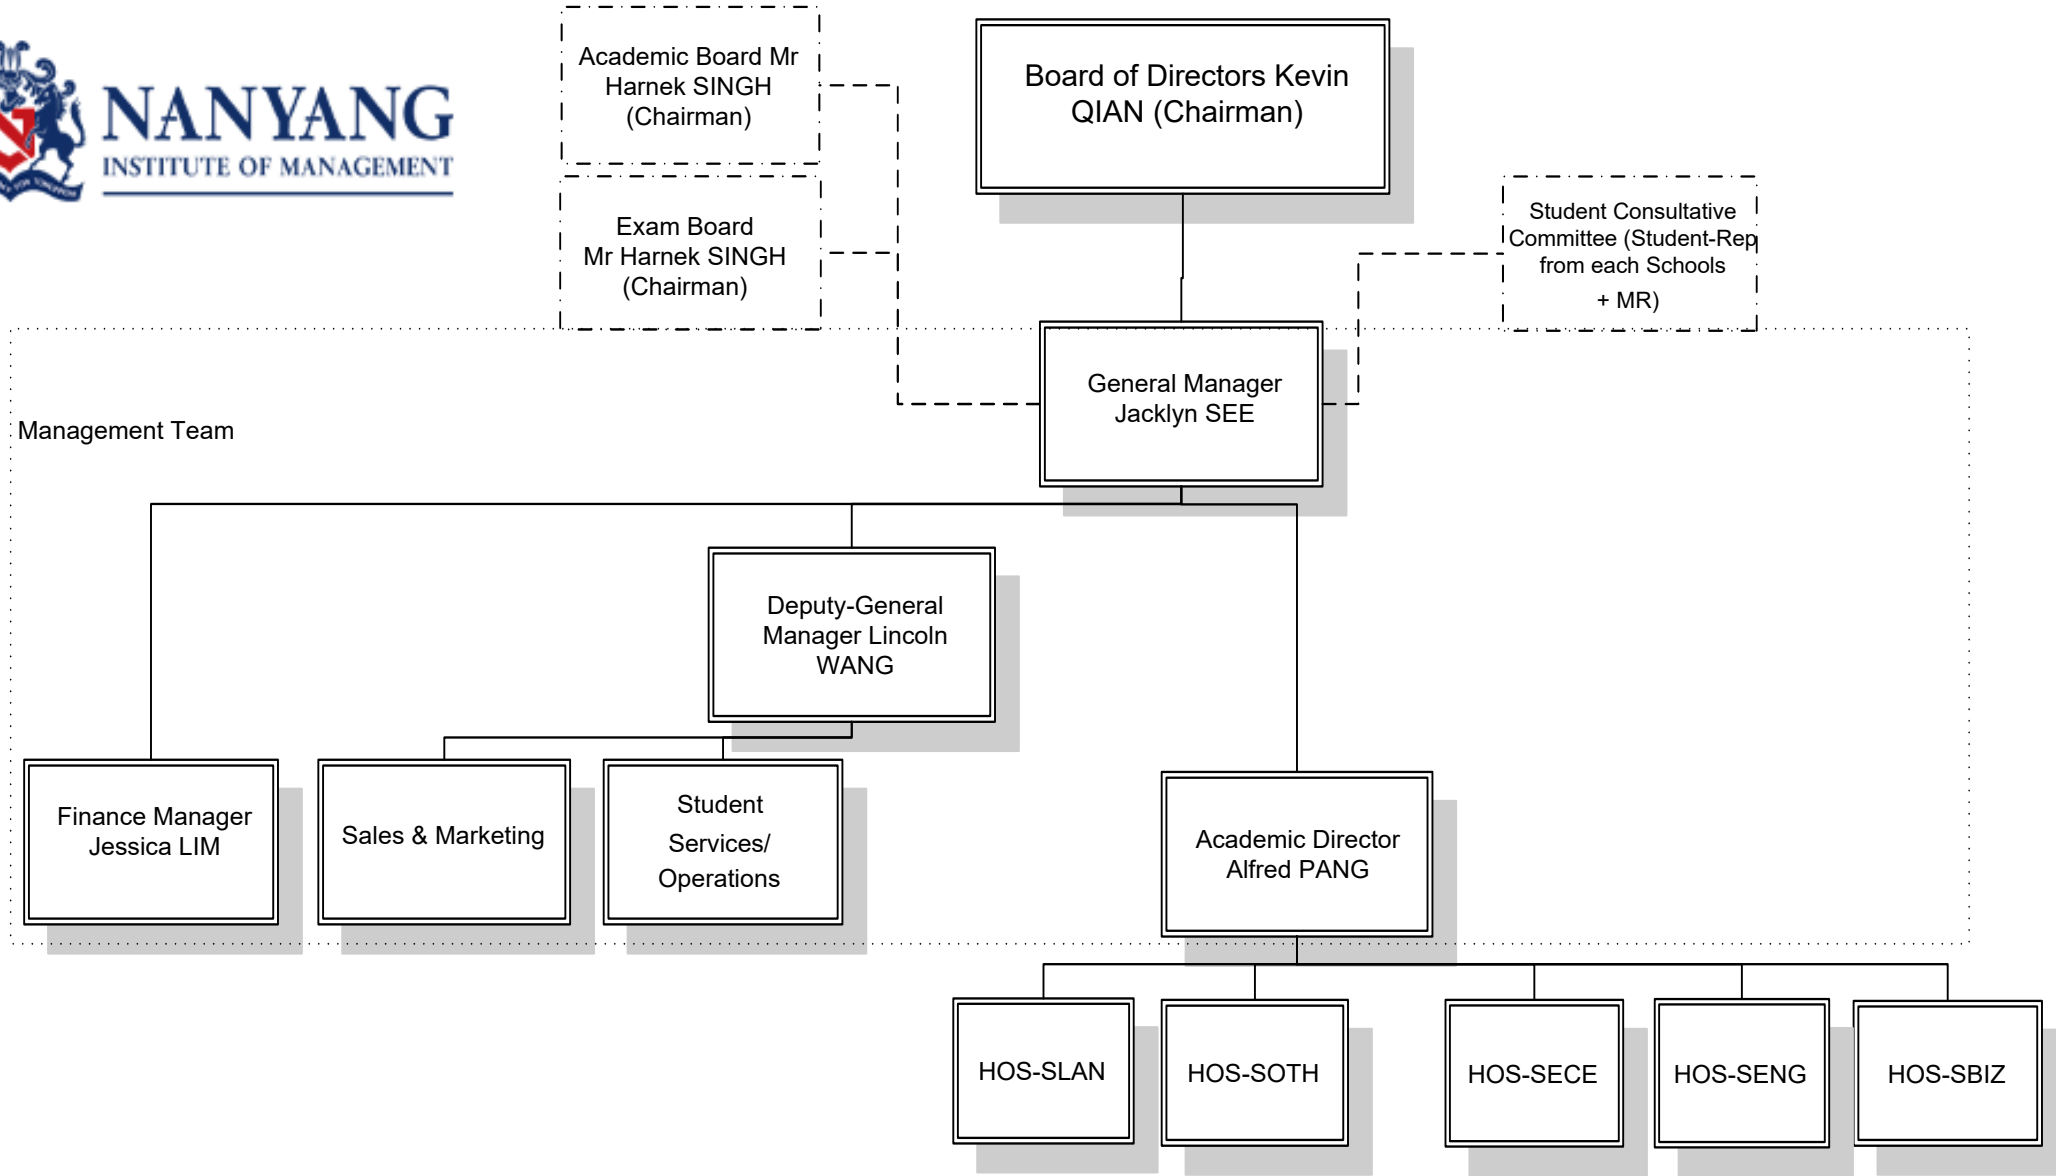 NANYANG
INSTITUTE OF MANAGEMENT
Academic Board Mr
Harnek SINGH
(Chairman)
Board of Directors Kevin
QIAN (Chairman)
Exam Board
Mr Harnek SINGH
(Chairman)
Student Consultative
Committee (Student-Rep
from each Schools
+ MR)
General Manager
Jacklyn SEE
Management Team
Deputy-General
Manager Lincoln
WANG
Finance Manager
Jessica LIM
Sales & Marketing
Student
Services/
Operations
Academic Director
Alfred PANG
HOS-SLAN
HOS-SOTH
HOS-SECE
HOS-SENG
HOS-SBIZ